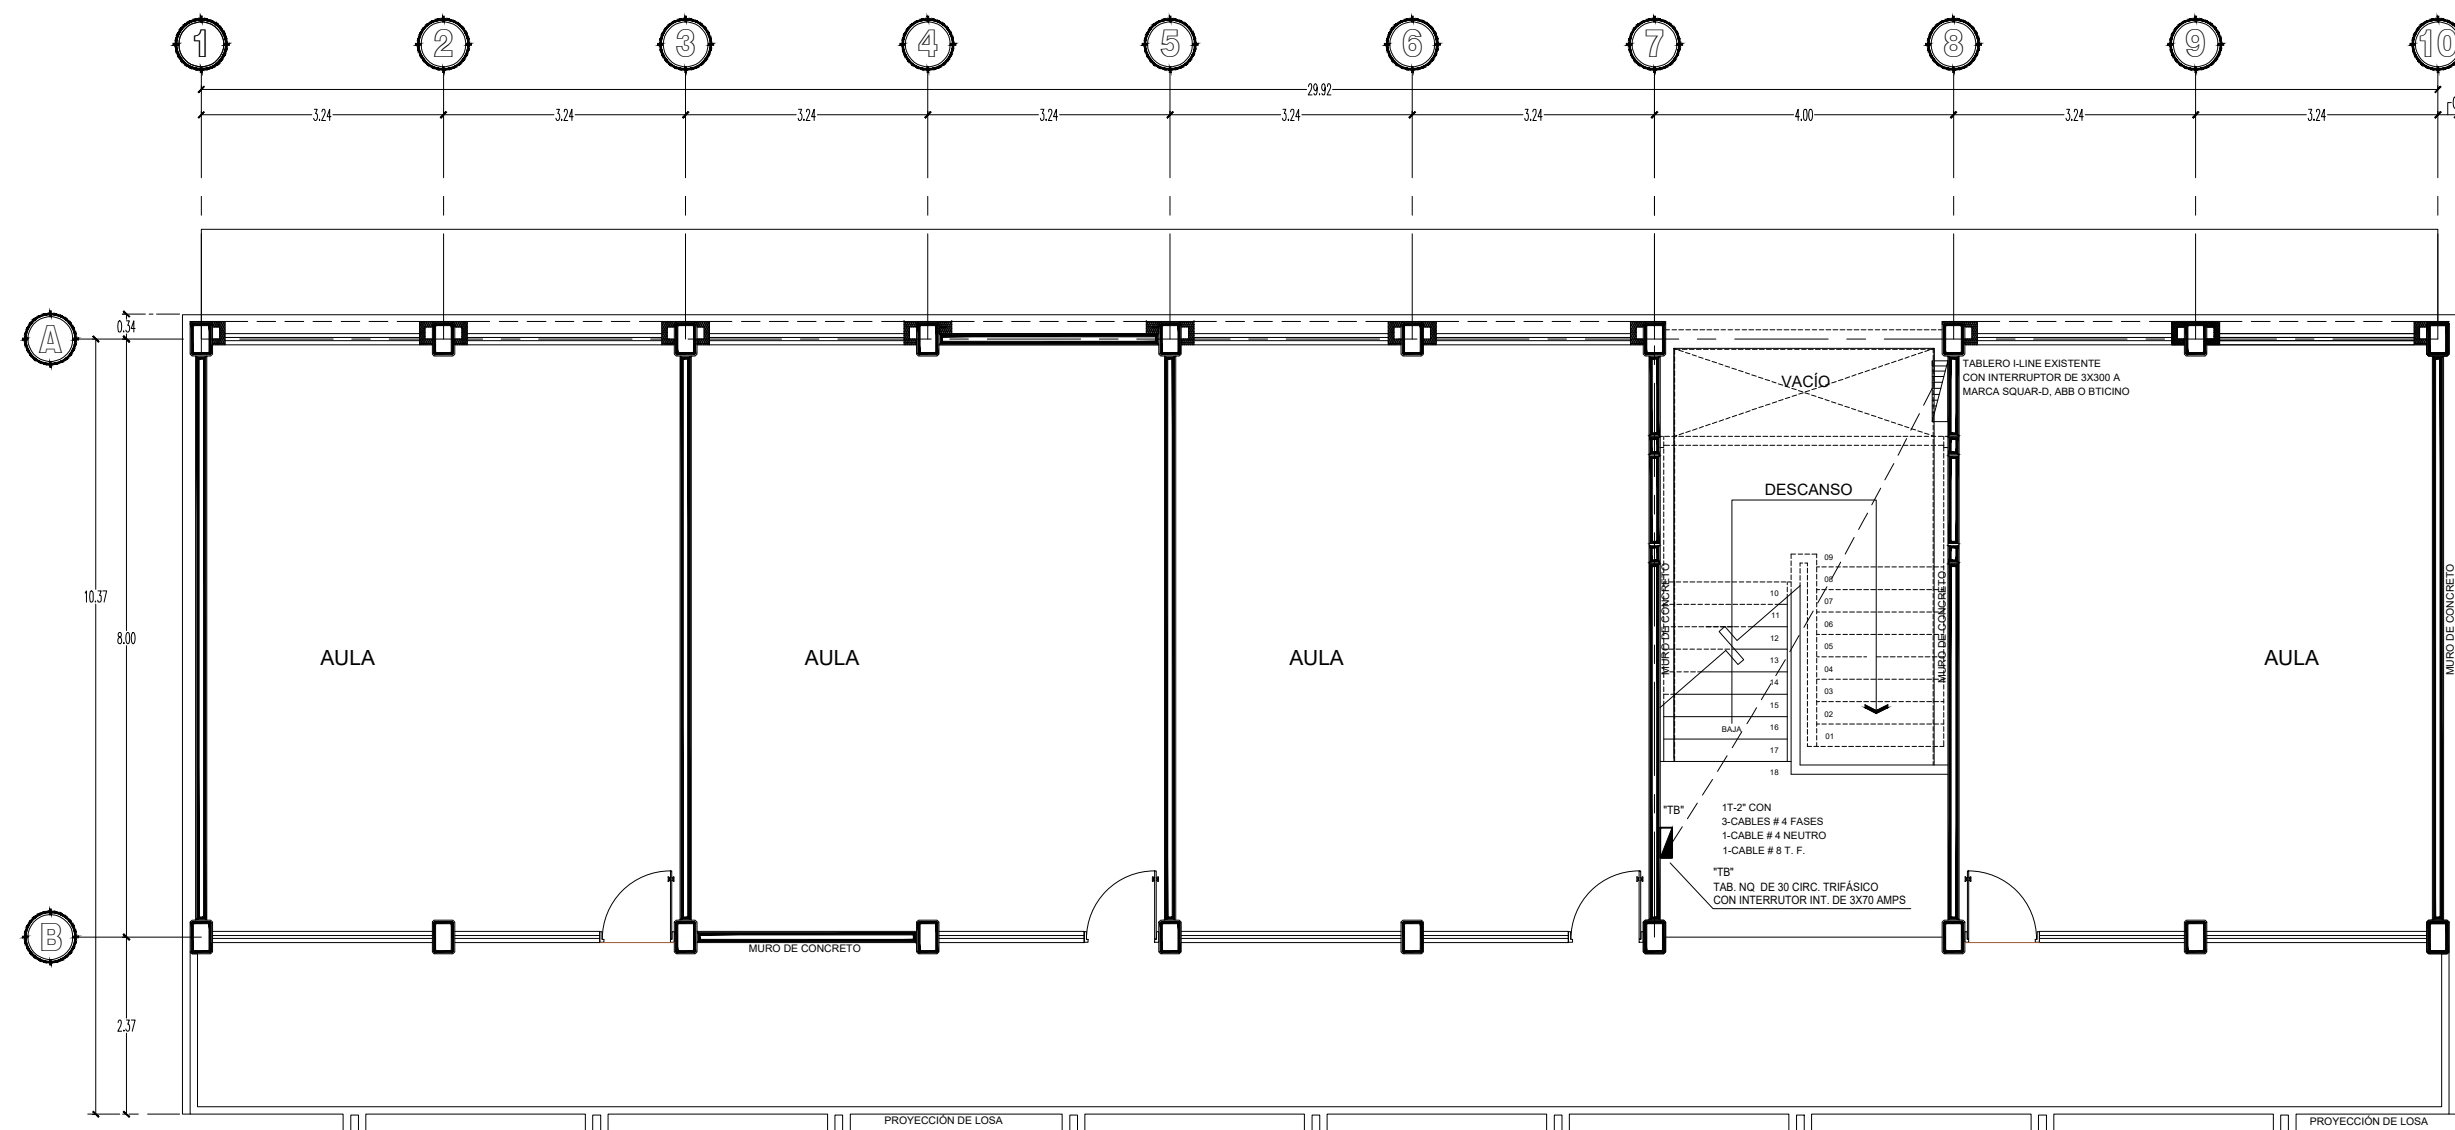 1 2 3 4 5 6 7 8 9 10
29.92
3.24 3.24 3.24 3.24 3.24 3.24 4.00 3.24 3.24
A
0.34
TABLERO I-LINE EXISTENTE
CON INTERRUPTOR DE 3X300 A
MARCA SQUAR-D, ABB O BTICINO
VACÍO
DESCANSO
10.37
8.00
AULA
AULA
AULA
AULA
MURO DE CONCRETO
MURO DE CONCRETO
MURO DE CONCRETO
09
08
07
06
05
04
03
02
01
10
11
12
13
14
15
16
17
18
BAJA
"TB"
1T-2" CON
3-CABLES # 4 FASES
1-CABLE # 4 NEUTRO
1-CABLE # 8 T. F.
"TB"
TAB. NQ DE 30 CIRC. TRIFÁSICO
CON INTERRUTOR INT. DE 3X70 AMPS
B
MURO DE CONCRETO
2.37
PROYECCIÓN DE LOSA
PROYECCIÓN DE LOSA